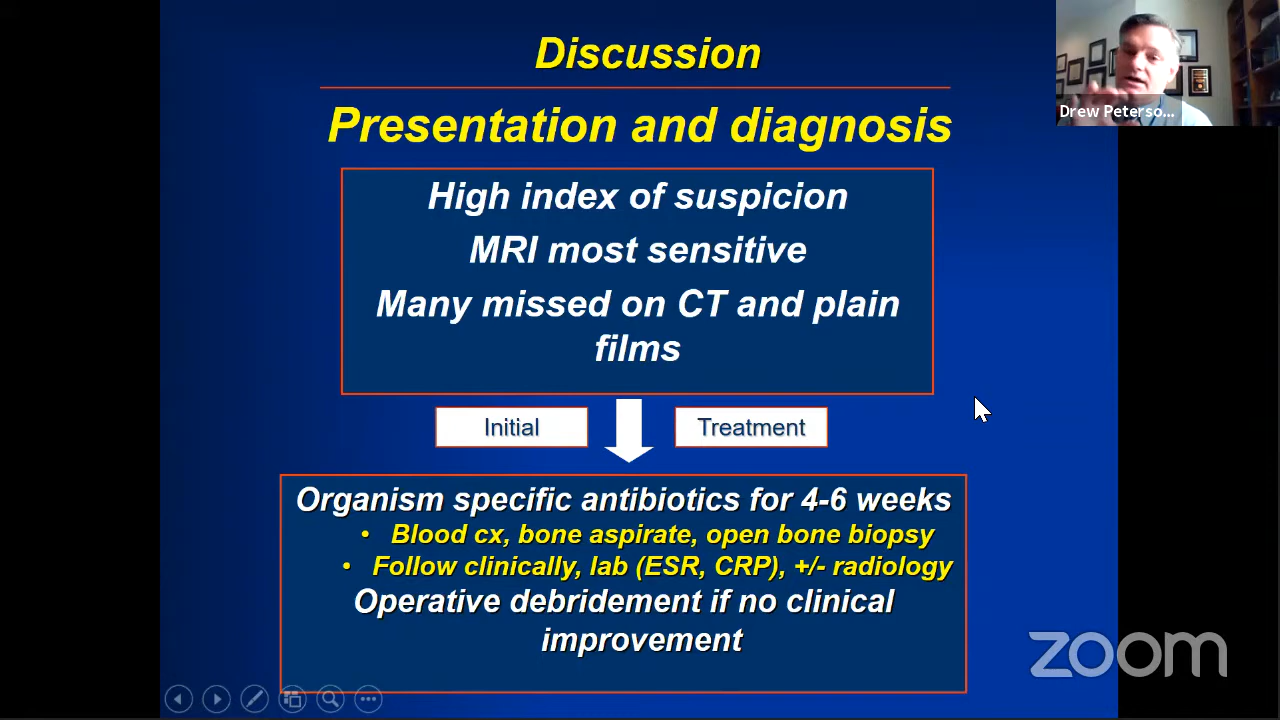 Discussion
Presentation and diagnosis
High index of suspicion
MRI most sensitive
Many missed on CT and plain
films
Initial
Treatment
Organism specific antibiotics for 4-6 weeks
• Blood cx, bone aspirate, open bone biopsy
• Follow clinically, lab (ESR, CRP), +/- radiology
Operative debridement if no clinical
improvement
Drew Peterso...
zoom